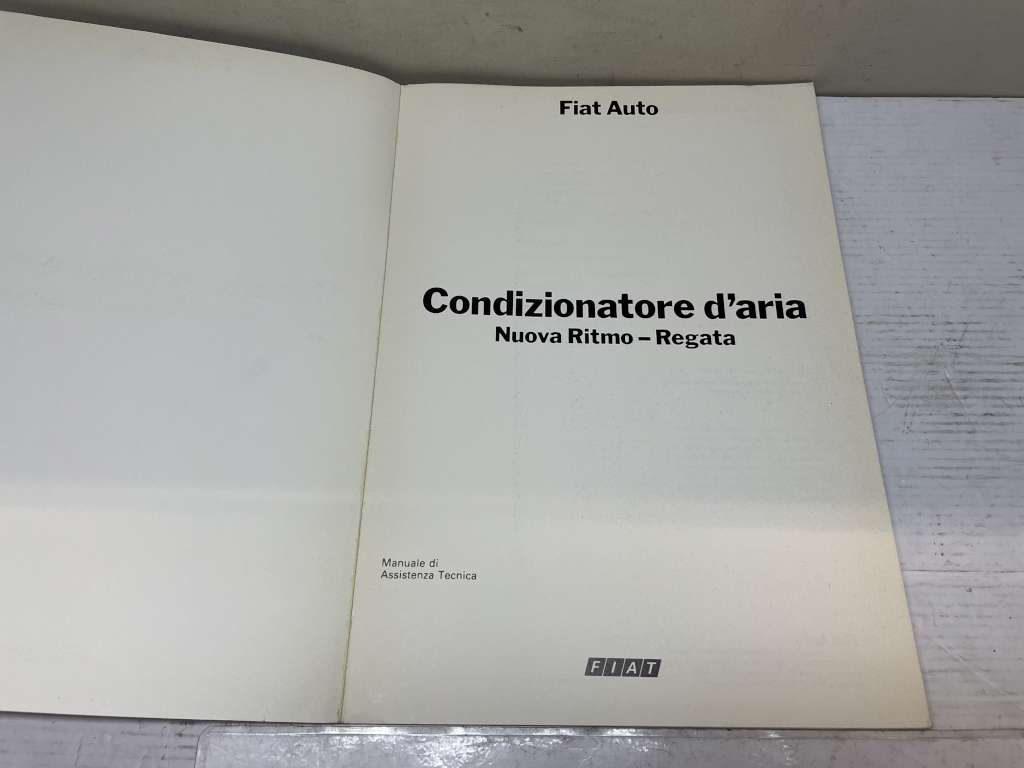 Fiat Auto
Condizionatore d'aria
Nuova Ritmo – Regata
Manuale di
Assistenza Tecnica
FIAT